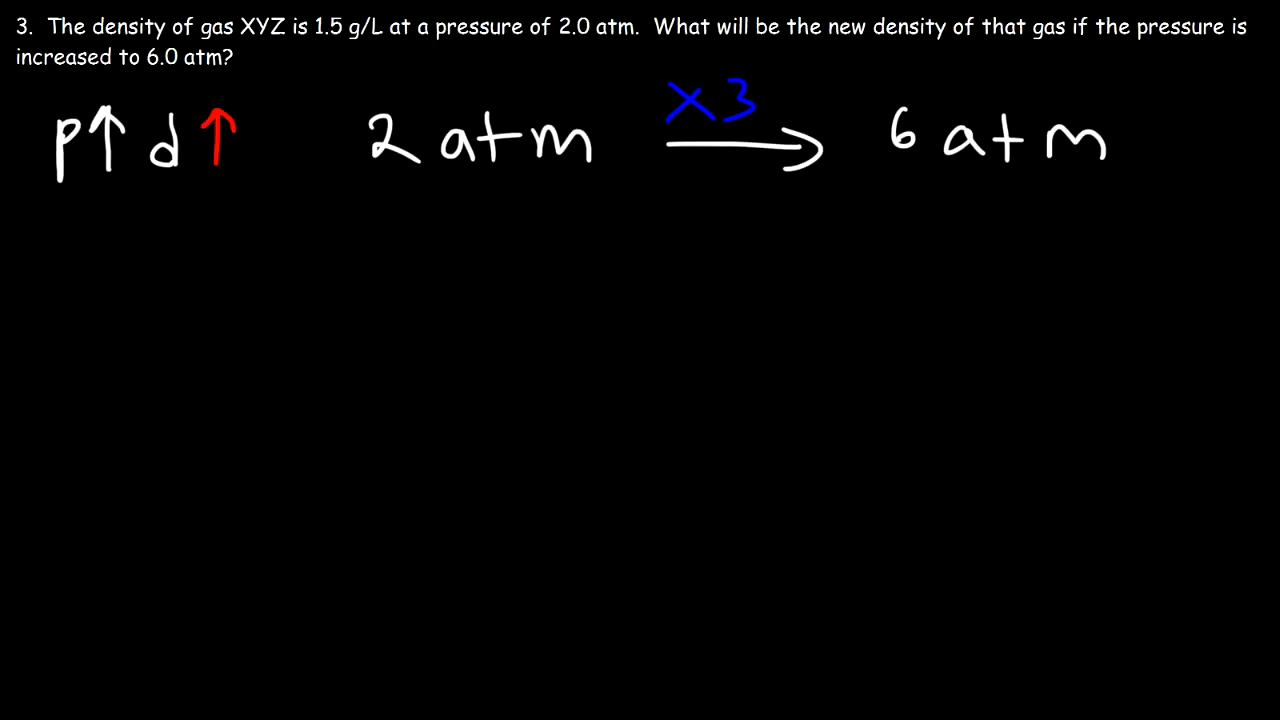 3. The density of gas XYZ is 1.5 g/L at a pressure of 2.0 atm. What will be the new density of that gas if the pressure is
increased to 6.0 atm?
x3
P↑ d↑ 2 atm → 6 atm